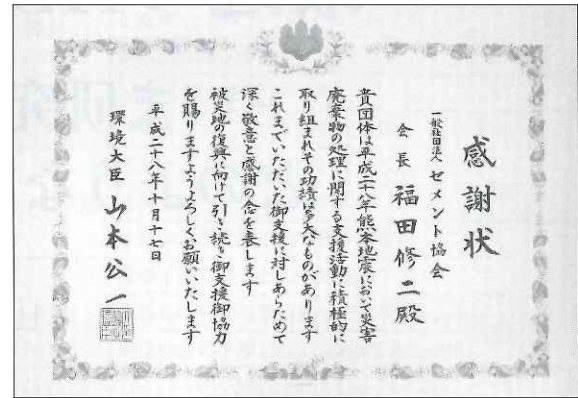 感謝状
一般社団法人 セメント協会
会長 福田修二殿
貴団体は平成二十八年熊本地震において災害
廃棄物の処理に関する支援活動に積極的に
取り組まれその功績は多大なものがあります
これまでいただいた御支援に対しあらためて
深く敬意と感謝の念を表します
被災地の復興に向けて引き続き御支援御協力
を賜りますようよろしくお願いいたします
平成二十八年十月十七日
環境大臣 山本公一